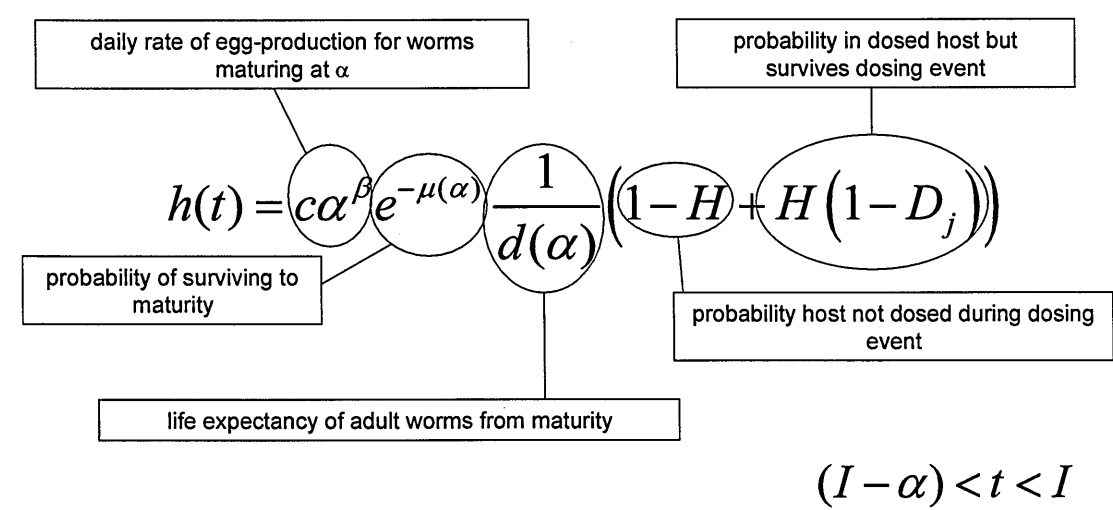 daily rate of egg-production for worms
maturing at α
probability in dosed host but
survives dosing event
h(t) = cα^β e^{-μ(α)} \frac{1}{d(α)} (1 - H + H(1 - D_j))
probability of surviving to
maturity
probability host not dosed during dosing
event
life expectancy of adult worms from maturity
(I - α) < t < I